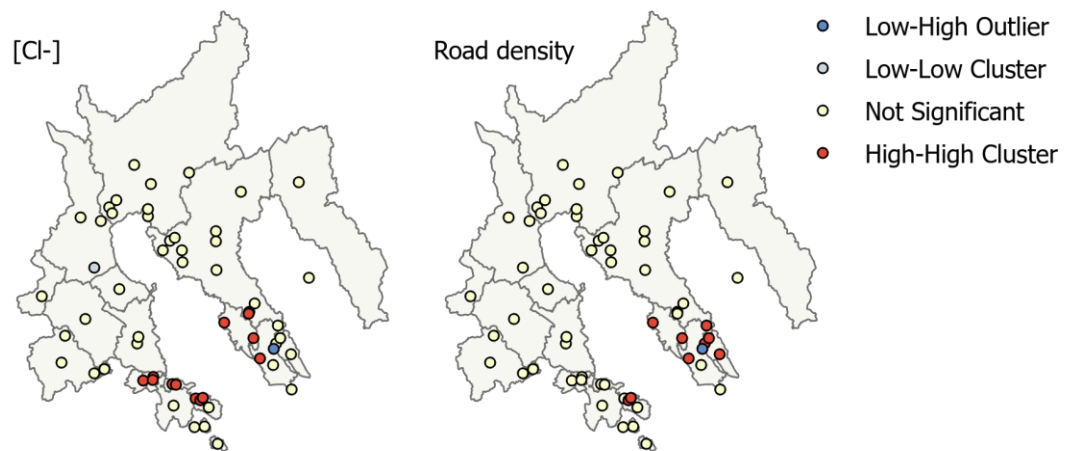 [Cl-]
Road density
Low-High Outlier
Low-Low Cluster
Not Significant
High-High Cluster